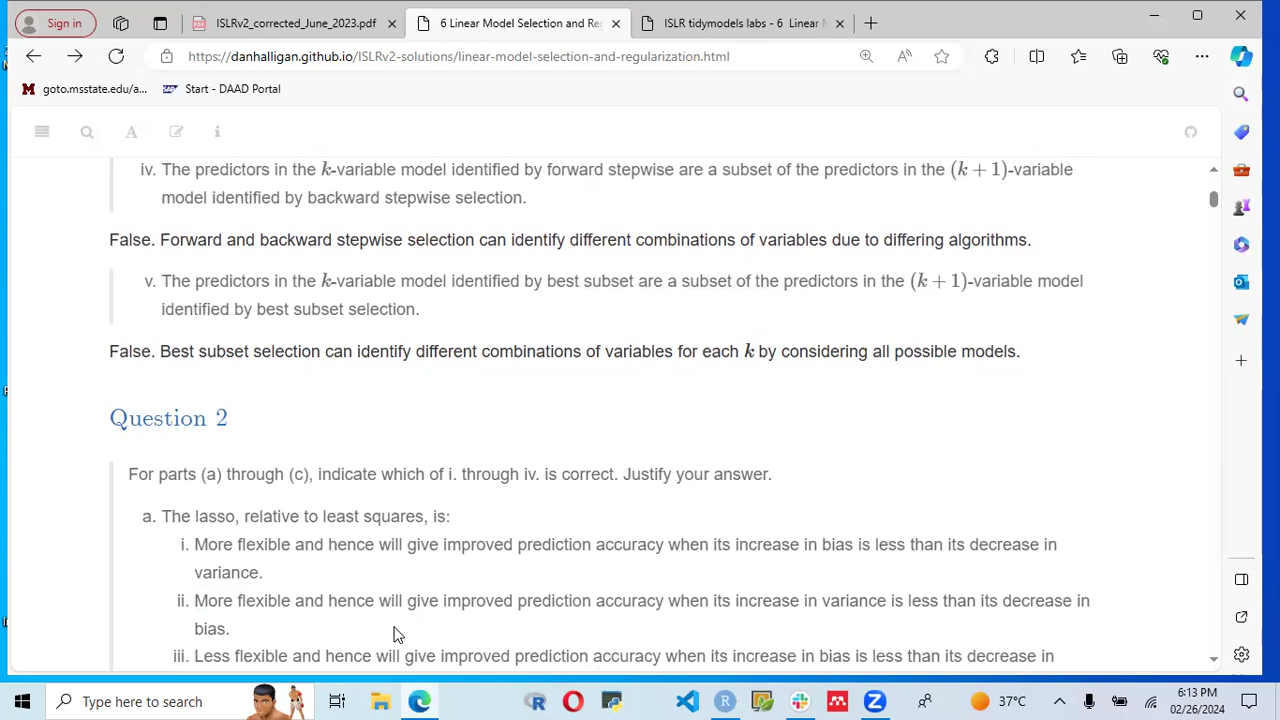 Sign in
ISLRv2_corrected_June_2023.pdf
6 Linear Model Selection and Re
ISLR tidymodels labs - 6 Linear M
https://danhalligan.github.io/ISLRv2-solutions/linear-model-selection-and-regularization.html
goto.msstate.edu/a...
Start - DAAD Portal
iv. The predictors in the k-variable model identified by forward stepwise are a subset of the predictors in the (k + 1)-variable
model identified by backward stepwise selection.
False. Forward and backward stepwise selection can identify different combinations of variables due to differing algorithms.
v. The predictors in the k-variable model identified by best subset are a subset of the predictors in the (k + 1)-variable model
identified by best subset selection.
False. Best subset selection can identify different combinations of variables for each k by considering all possible models.
Question 2
For parts (a) through (c), indicate which of i. through iv. is correct. Justify your answer.
a. The lasso, relative to least squares, is:
i. More flexible and hence will give improved prediction accuracy when its increase in bias is less than its decrease in
variance.
ii. More flexible and hence will give improved prediction accuracy when its increase in variance is less than its decrease in
bias.
iii. Less flexible and hence will give improved prediction accuracy when its increase in bias is less than its decrease in
Type here to search
37°C
6:13 PM
02/26/2024